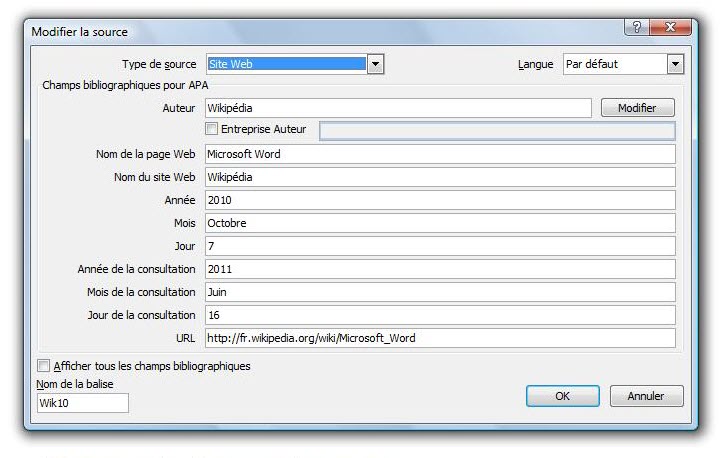 Modifier la source
Type de source Site Web Langue Par défaut
Champs bibliographiques pour APA
Auteur Wikipédia Modifier
Entreprise Auteur
Nom de la page Web Microsoft Word
Nom du site Web Wikipédia
Année 2010
Mois Octobre
Jour 7
Année de la consultation 2011
Mois de la consultation Juin
Jour de la consultation 16
URL http://fr.wikipedia.org/wiki/Microsoft_Word
Afficher tous les champs bibliographiques
Nom de la balise
Wik10
OK Annuler